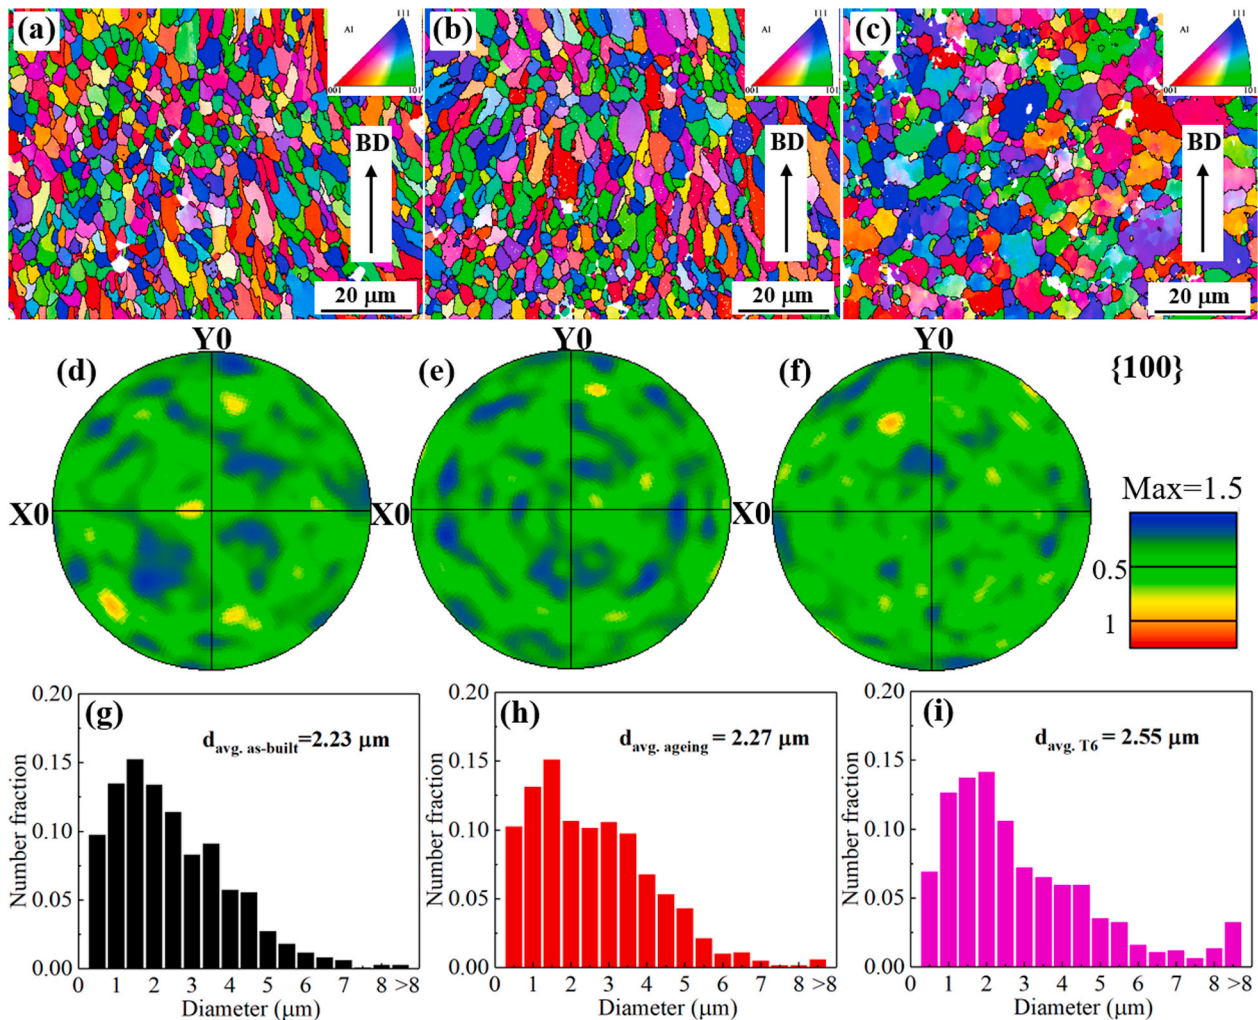 (a)
Al
111
001
101
BD
20 μm
(b)
Al
111
001
101
BD
20 μm
(c)
Al
111
001
101
BD
20 μm
(d)
Y0
X0
(e)
Y0
X0
(f)
Y0
X0
{100}
Max=1.5
0.5
1
(g)
d avg. as-built=2.23 μm
Number fraction
0.20
0.15
0.10
0.05
0.00
0 1 2 3 4 5 6 7 8 >8
Diameter (μm)
(h)
d avg. ageing = 2.27 μm
Number fraction
0.20
0.15
0.10
0.05
0.00
0 1 2 3 4 5 6 7 8 >8
Diameter (μm)
(i)
d avg. T6 = 2.55 μm
Number fraction
0.20
0.15
0.10
0.05
0.00
0 1 2 3 4 5 6 7 8 >8
Diameter (μm)